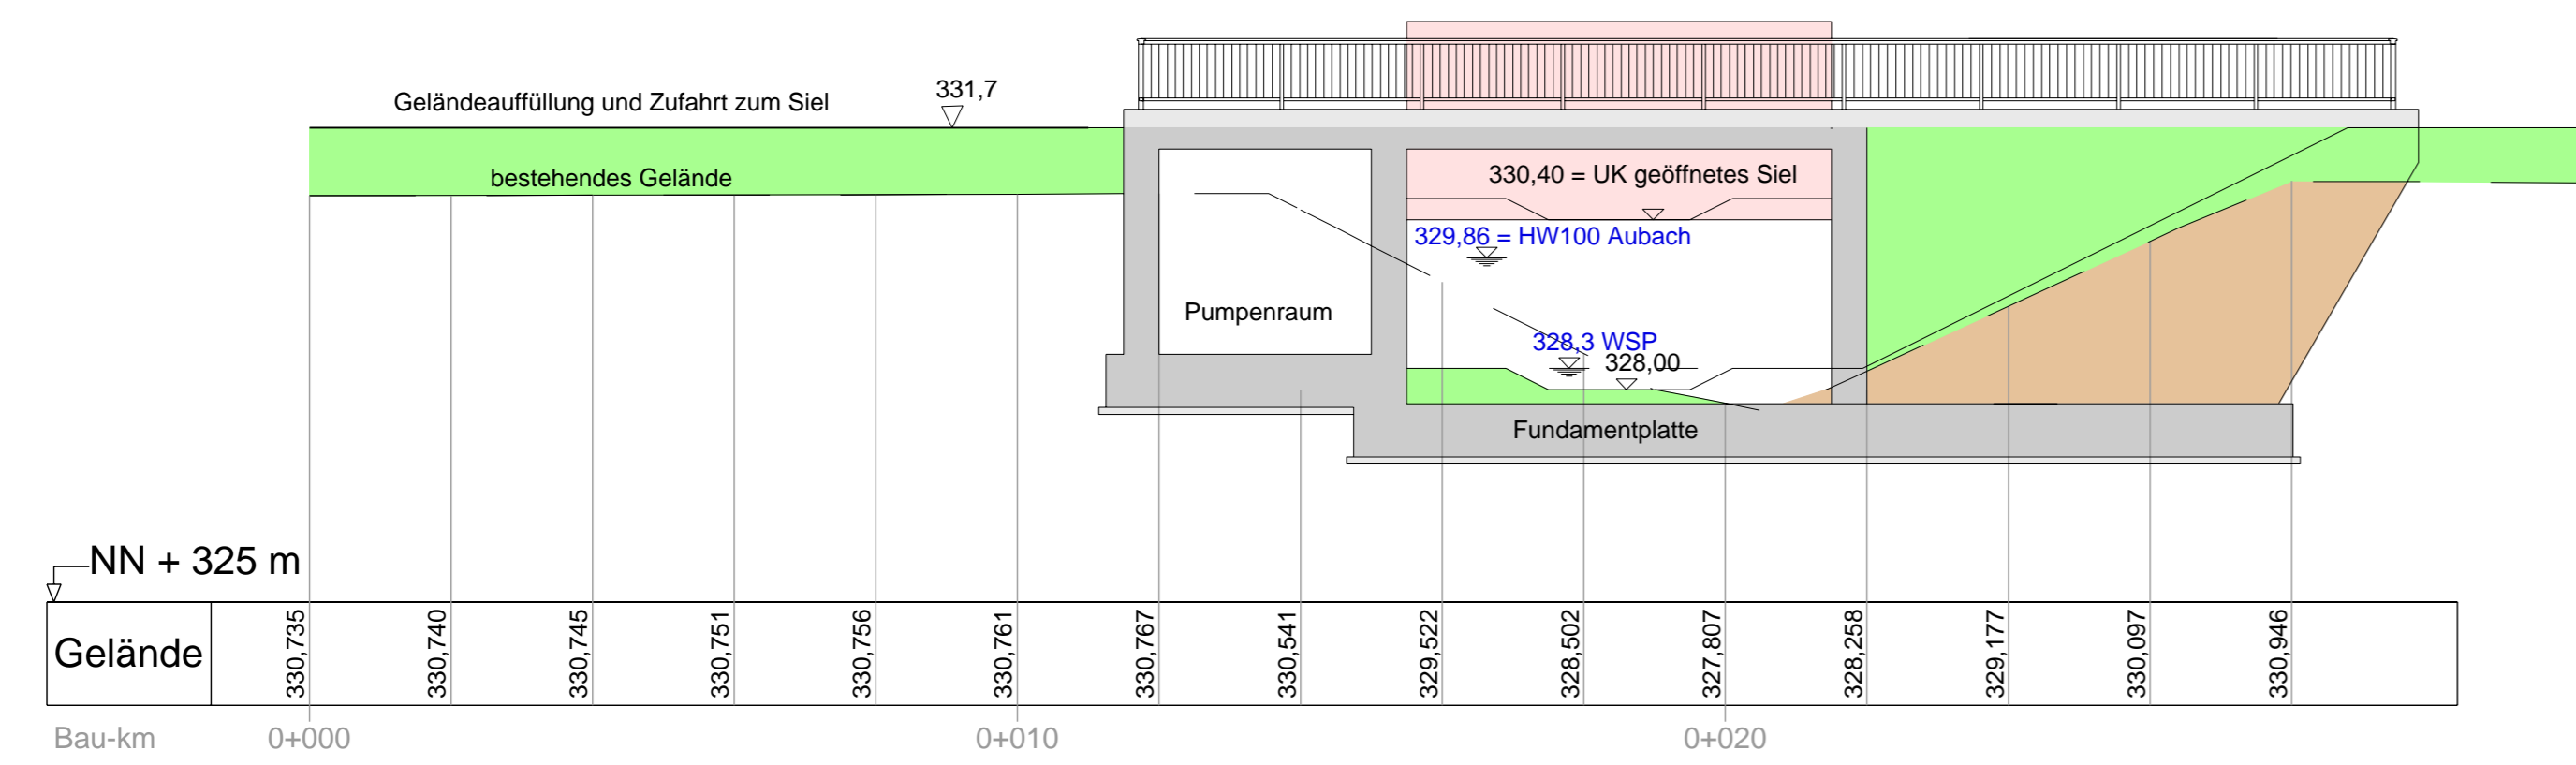 331,7
Geländeauffüllung und Zufahrt zum Siel
bestehendes Gelände
330,40 = UK geöffnetes Siel
329,86 = HW100 Aubach
Pumpenraum
328,3 WSP
328,00
Fundamentplatte
NN + 325 m
Gelände
330,735
330,740
330,745
330,751
330,756
330,761
330,767
330,541
329,522
328,502
327,807
328,258
329,177
330,097
330,946
Bau-km
0+000
0+010
0+020